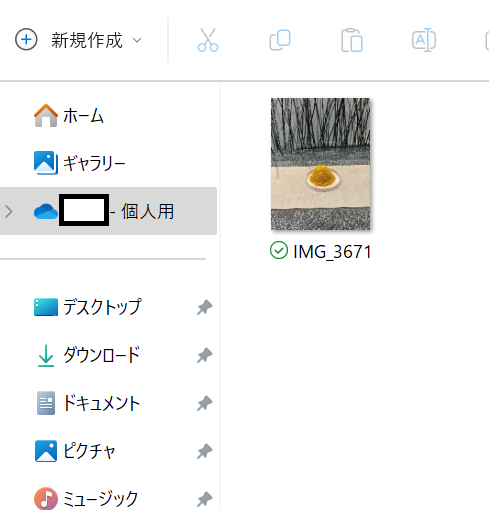 新規作成
ホーム
ギャラリー
- 個人用
デスクトップ
ダウンロード
ドキュメント
ピクチャ
ミュージック
IMG_3671